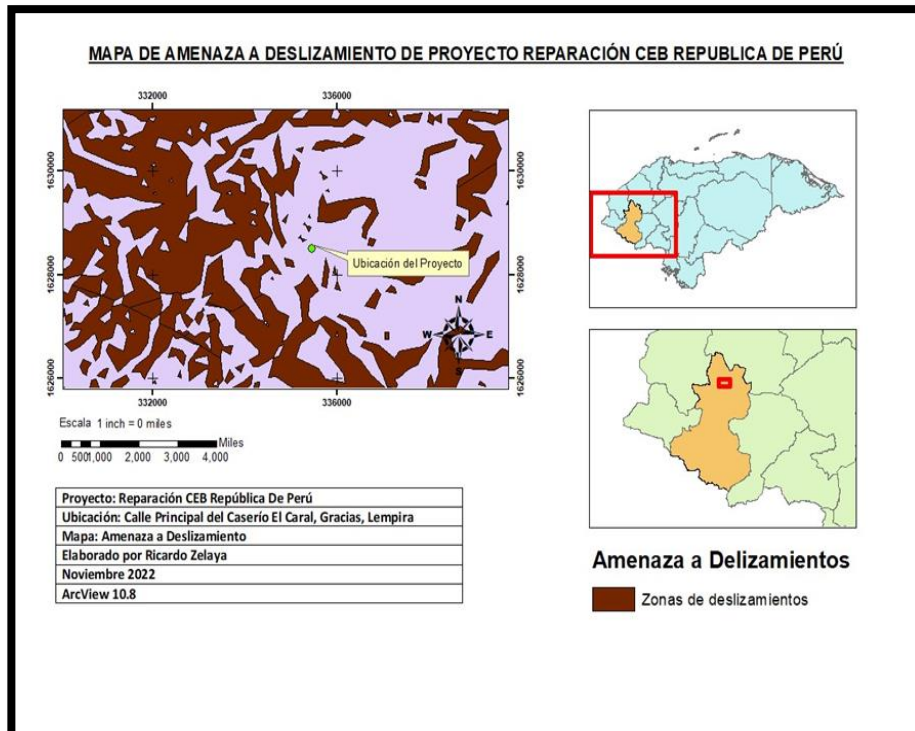 MAPA DE AMENAZA A DESLIZAMIENTO DE PROYECTO REPARACIÓN CEB REPUBLICA DE PERÚ
332000 336000
1630000 1630000
Ubicación del Proyecto
1628000 1628000
N
W E
S
1626000 1626000
332000 336000
Escala 1 inch = 0 miles
Miles
0 500 1,000 2,000 3,000 4,000
Proyecto: Reparación CEB República De Perú
Ubicación: Calle Principal del Caserío El Caral, Gracias, Lempira
Mapa: Amenaza a Deslizamiento
Elaborado por Ricardo Zelaya
Noviembre 2022
ArcView 10.8
Amenaza a Delizamientos
Zonas de deslizamientos